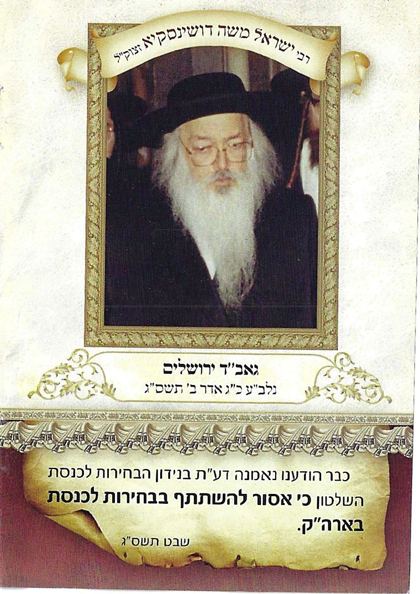 רבי ישראל משה דושינסקיא זצוק"ל
גאב"ד ירושלים
נלב"ע כ"ג אדר ב' תשס"ג
כבר הודענו נאמנה דע"ת בנידון הבחירות לכנסת
השלטון כי אסור להשתתף בבחירות לכנסת
בארה"ק.
שבט תשס"ג